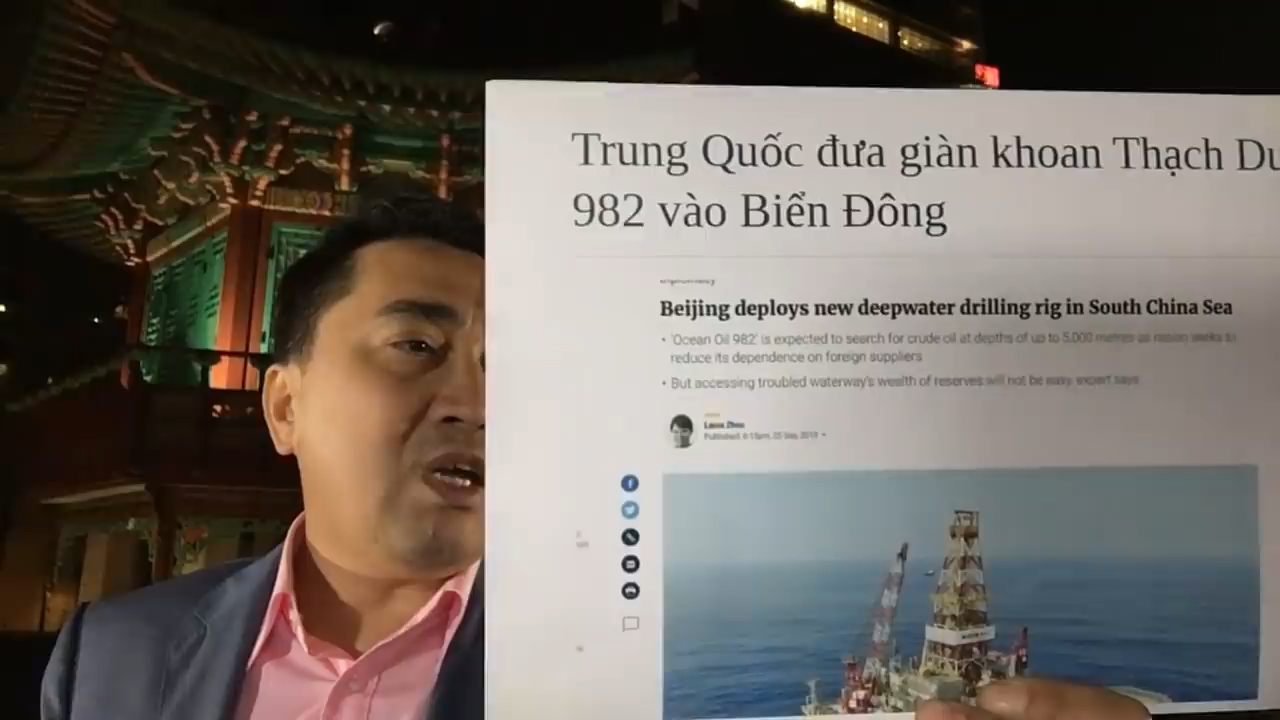 Trung Quốc đưa giàn khoan Thạch Du
982 vào Biển Đông
Beijing deploys new deepwater drilling rig in South China Sea
• 'Ocean Oil 982' is expected to search for crude oil at depths of up to 5,000 metres as nation seeks to
reduce its dependence on foreign suppliers
• But accessing troubled waterway's wealth of reserves will not be easy, expert says
Laura Zhou
Published: